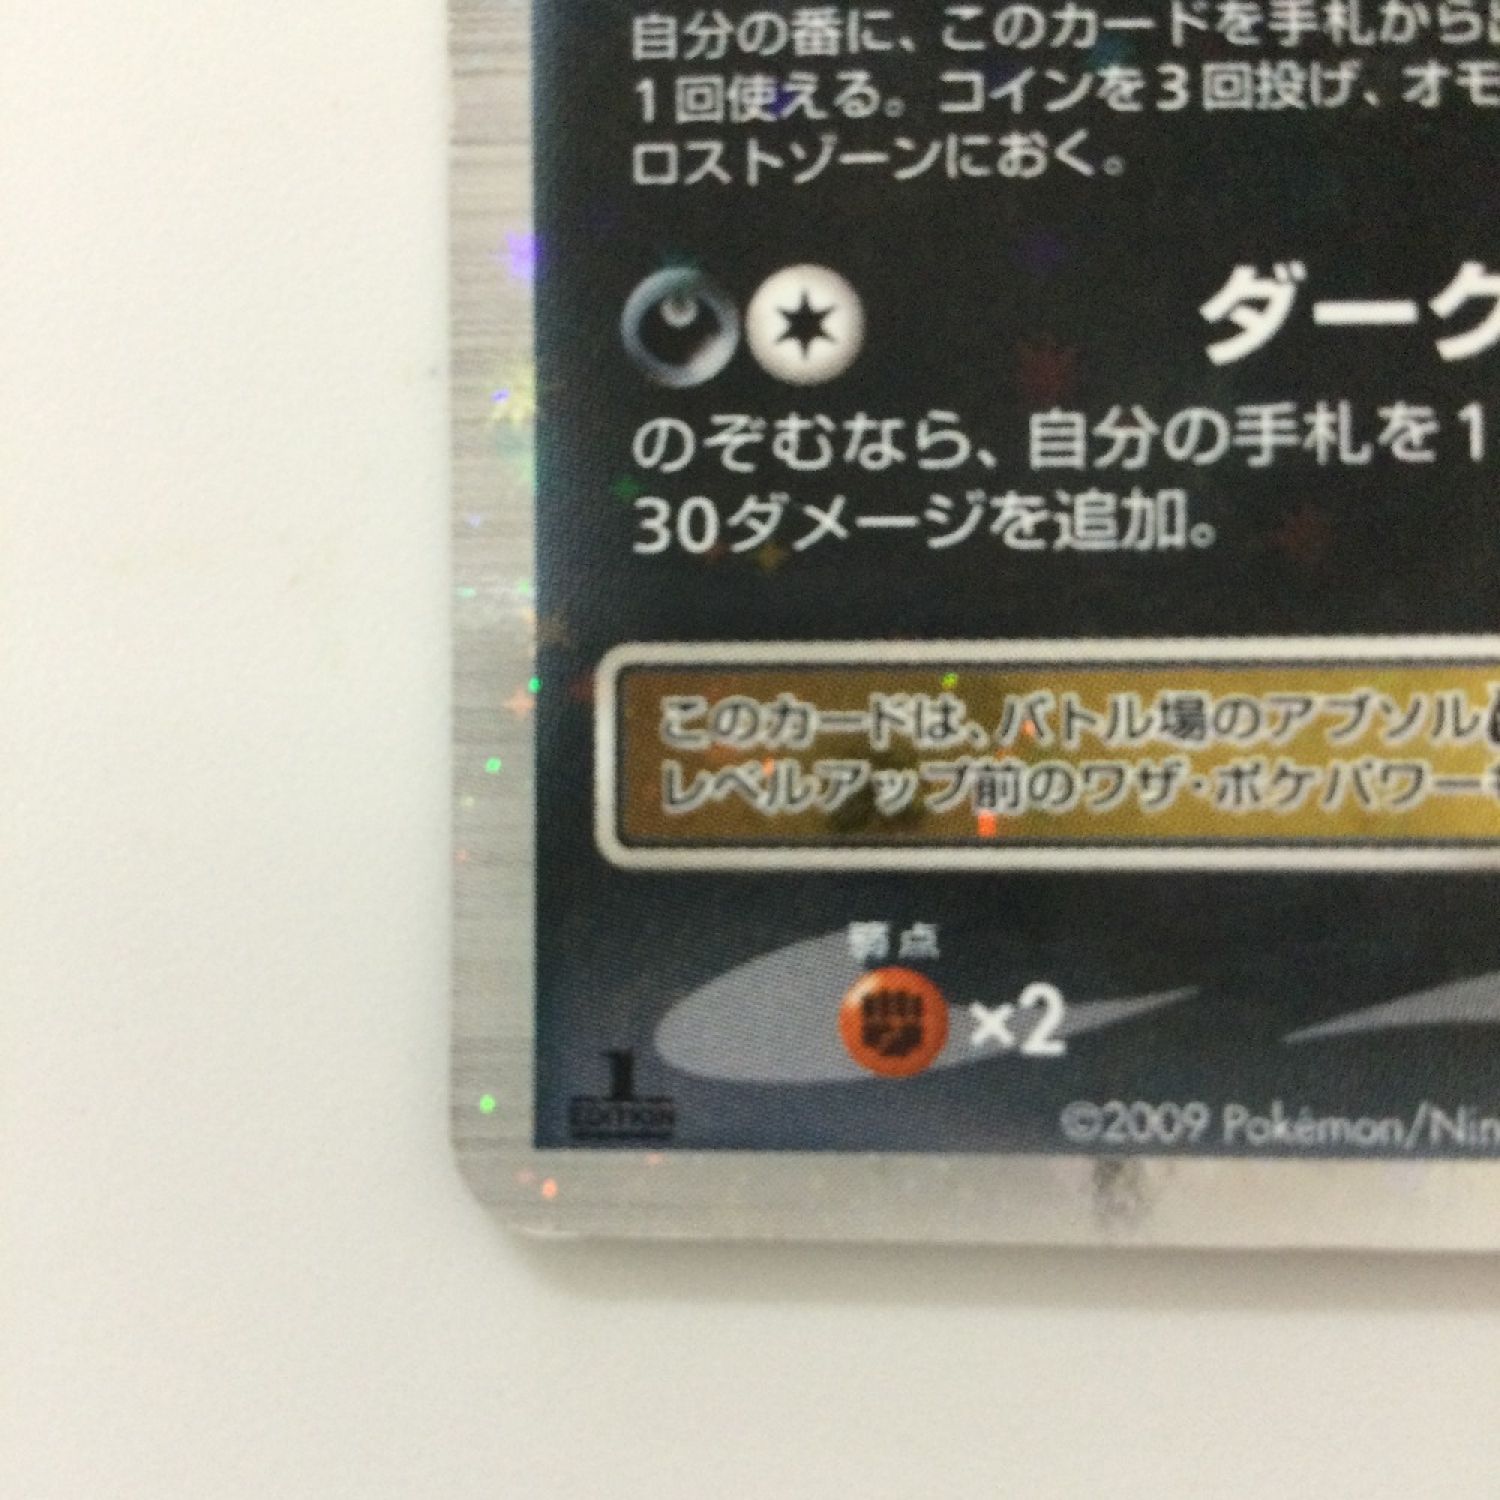 自分の番に、このカードを手札から
1回使える。コインを3回投げ、オモ
ロストゾーンにおく。
ダーク
のぞむなら、自分の手札を1
30ダメージを追加。
このカードは、バトル場のアブソル
レベルアップ前のワザ・ポケパワー
弱点
×2
1
EDITION
©2009 Pokémon/Nin